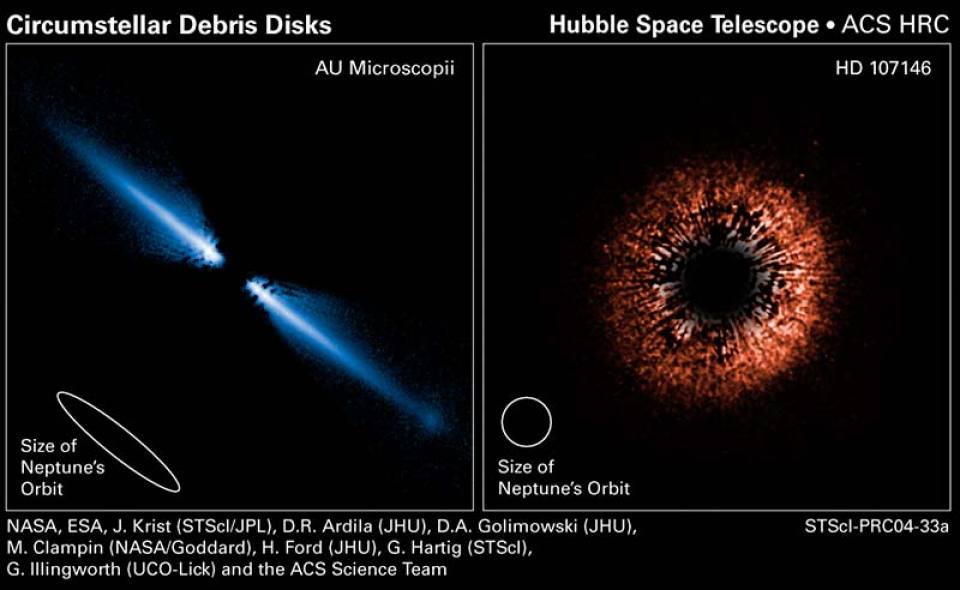 Circumstellar Debris Disks
Hubble Space Telescope • ACS HRC
AU Microscopii
Size of
Neptune's
Orbit
HD 107146
Size of
Neptune's Orbit
NASA, ESA, J. Krist (STScI/JPL), D.R. Ardila (JHU), D.A. Golimowski (JHU),
M. Clampin (NASA/Goddard), H. Ford (JHU), G. Hartig (STScI),
G. Illingworth (UCO-Lick) and the ACS Science Team
STScI-PRC04-33a